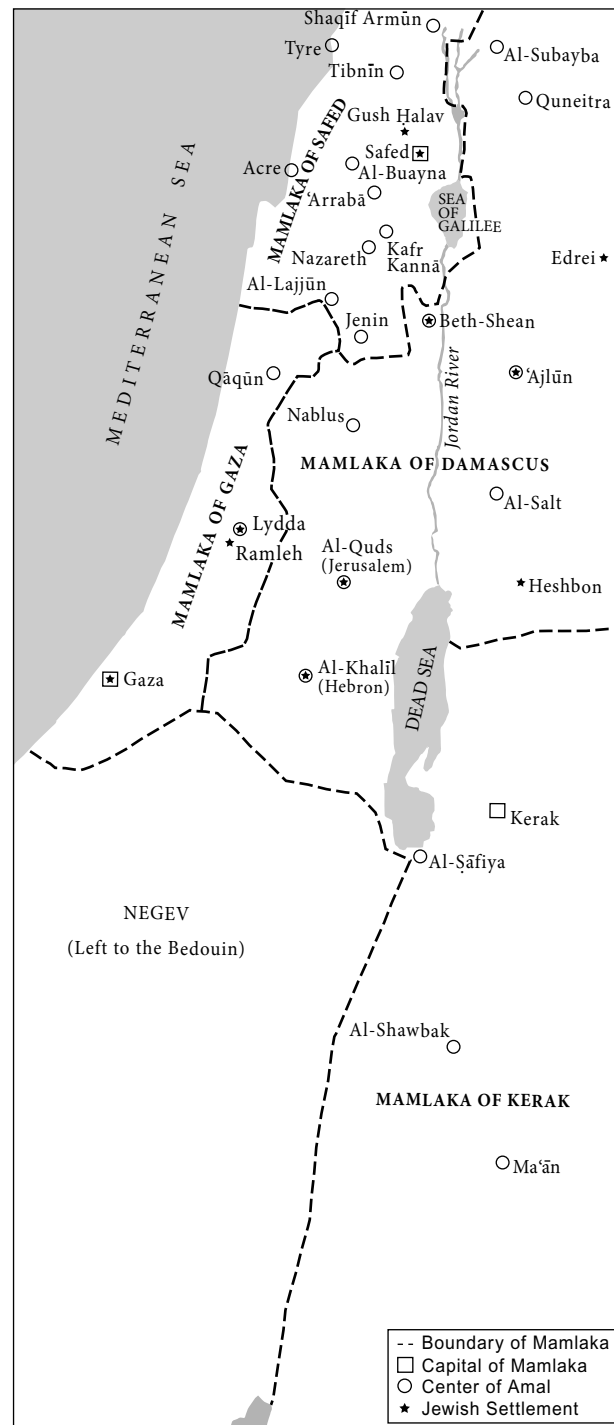 Shaqīf Armūn
Tyre
Al-Subayba
Tibnīn
Quneitra
Gush Ḥalav
Safed
MAMLAKA OF SAFED
Al-Buayna
Acre
ʻArrabā
SEA
OF
GALILEE
MEDITERRANEAN SEA
Nazareth
Kafr
Kannā
Edrei
Al-Lajjūn
Jenin
Beth-Shean
Qāqūn
ʻAjlūn
Jordan River
Nablus
MAMLAKA OF DAMASCUS
Al-Salt
MAMLAKA OF GAZA
Lydda
Ramleh
Al-Quds
(Jerusalem)
Heshbon
Gaza
Al-Khalīl
(Hebron)
DEAD SEA
Kerak
Al-Ṣāfiya
NEGEV
(Left to the Bedouin)
Al-Shawbak
MAMLAKA OF KERAK
Maʻān
Boundary of Mamlaka
Capital of Mamlaka
Center of Amal
Jewish Settlement